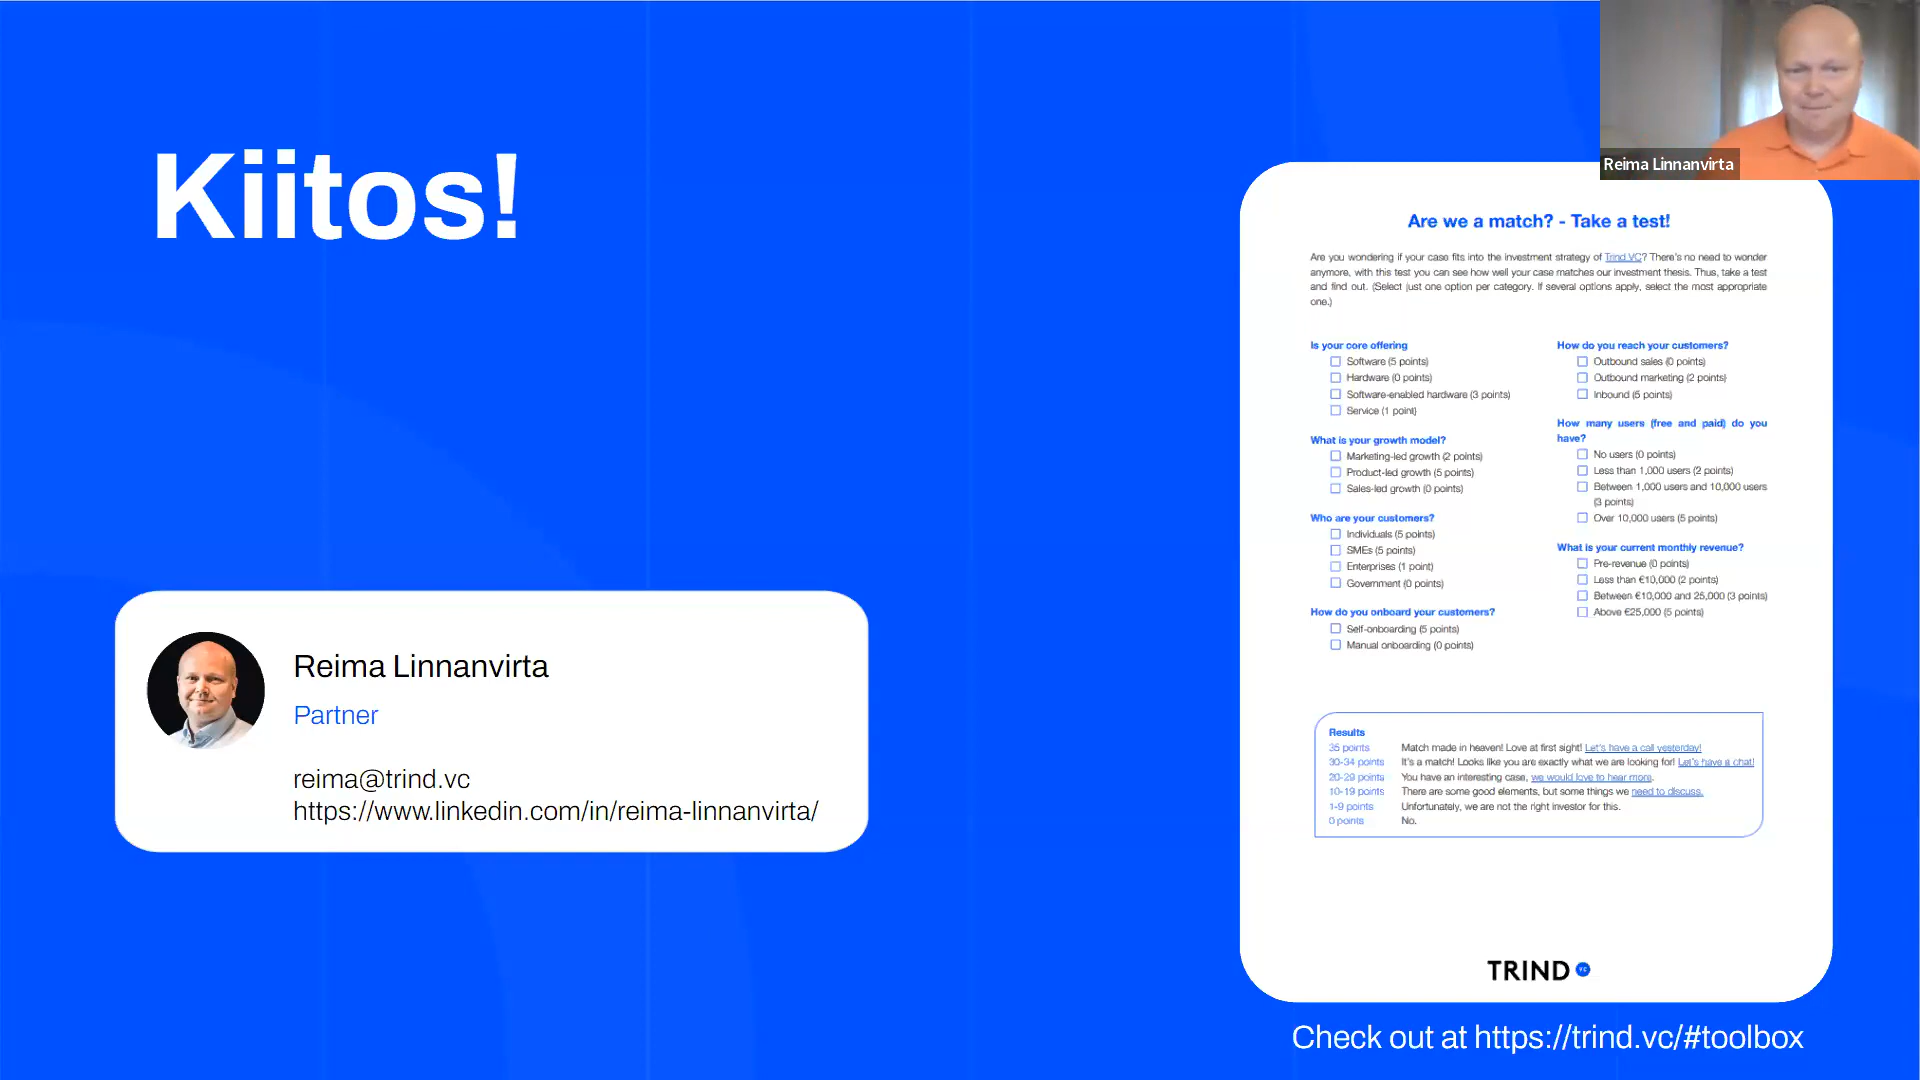 Kiitos!
Reima Linnanvirta
Partner
reima@trind.vc
https://www.linkedin.com/in/reima-linnanvirta/
Reima Linnanvirta
Are we a match? - Take a test!
Are you wondering if your case fits into the investment strategy of Trind.VC? There's no need to wonder
anymore, with this test you can see how well your case matches our investment thesis. Thus, take a test
and find out. (Select just one option per category. If several options apply, select the most appropriate
one.)
Is your core offering
Software (5 points)
Hardware (0 points)
Software-enabled hardware (3 points)
Service (1 point)
What is your growth model?
Marketing-led growth (2 points)
Product-led growth (5 points)
Sales-led growth (0 points)
Who are your customers?
Individuals (5 points)
SMEs (5 points)
Enterprises (1 point)
Government (0 points)
How do you onboard your customers?
Self-onboarding (5 points)
Manual onboarding (0 points)
How do you reach your customers?
Outbound sales (0 points)
Outbound marketing (2 points)
Inbound (5 points)
How many users (free and paid) do you
have?
No users (0 points)
Less than 1,000 users (2 points)
Between 1,000 users and 10,000 users
(3 points)
Over 10,000 users (5 points)
What is your current monthly revenue?
Pre-revenue (0 points)
Less than €10,000 (2 points)
Between €10,000 and 25,000 (3 points)
Above €25,000 (5 points)
Results
35 points Match made in heaven! Love at first sight! Let's have a call yesterday!
30-34 points It's a match! Looks like you are exactly what we are looking for! Let's have a chat!
20-29 points You have an interesting case, we would love to hear more.
10-19 points There are some good elements, but some things we need to discuss.
1-9 points Unfortunately, we are not the right investor for this.
0 points No.
TRIND VC
Check out at https://trind.vc/#toolbox